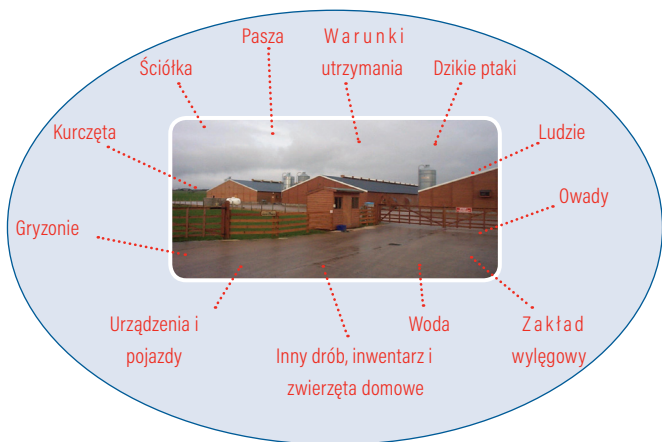 Pasza
Warunki
utrzymania
Dzikie ptaki
Ściółka
Kurczęta
Ludzie
Owady
Gryzonie
Urządzenia i
pojazdy
Inny drób, inwentarz i
zwierzęta domowe
Woda
Zakład
wylęgowy